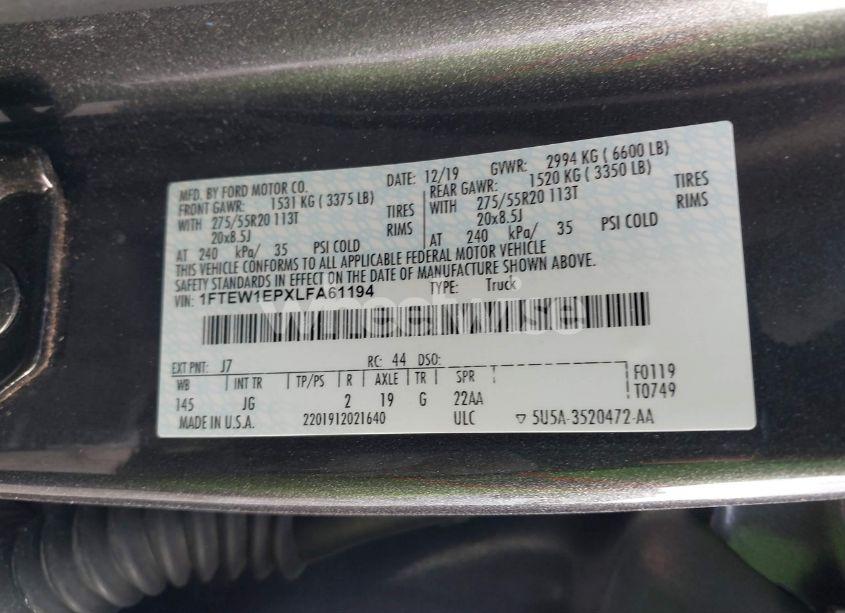 MFD. BY FORD MOTOR CO. DATE: 12/19 GVWR: 2994 KG ( 6600 LB)
FRONT GAWR: 1531 KG ( 3375 LB) REAR GAWR: 1520 KG ( 3350 LB)
WITH 275/55R20 113T TIRES WITH 275/55R20 113T TIRES
20x8.5J RIMS 20x8.5J RIMS
AT 240 kPa/ 35 PSI COLD AT 240 kPa/ 35 PSI COLD
THIS VEHICLE CONFORMS TO ALL APPLICABLE FEDERAL MOTOR VEHICLE
SAFETY STANDARDS IN EFFECT ON THE DATE OF MANUFACTURE SHOWN ABOVE.
VIN: 1FTEW1EPXLFA61194 TYPE: Truck
Wheelwise
EXT PNT: J7 RC: 44 DSO: F0119
WB INT TR TP/PS R AXLE TR SPR T0749
145 JG 2 19 G 22AA
MADE IN U.S.A. 2201912021640 ULC ▽ 5U5A-3520472-AA